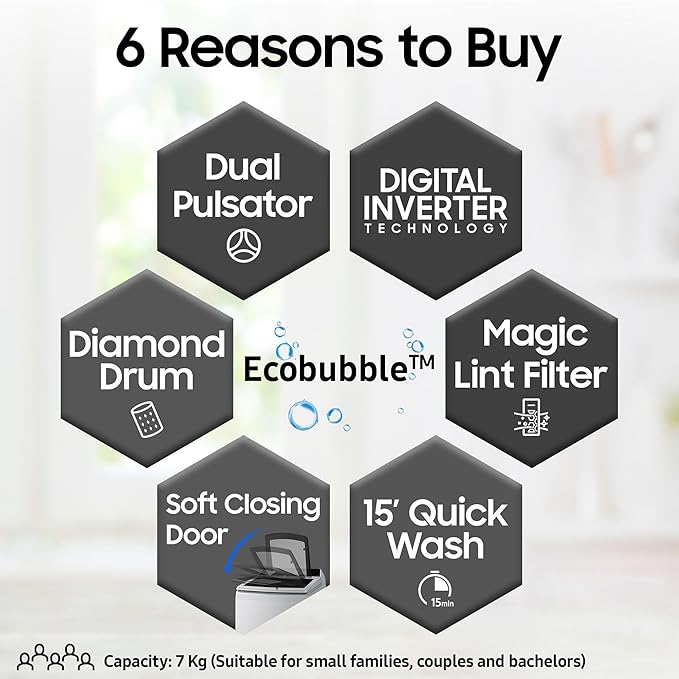 6 Reasons to Buy
Dual
Pulsator
DIGITAL
INVERTER
TECHNOLOGY
Diamond
Drum
Ecobubble™
Magic
Lint Filter
Soft Closing
Door
15’ Quick
Wash
15min
Capacity: 7 Kg (Suitable for small families, couples and bachelors)